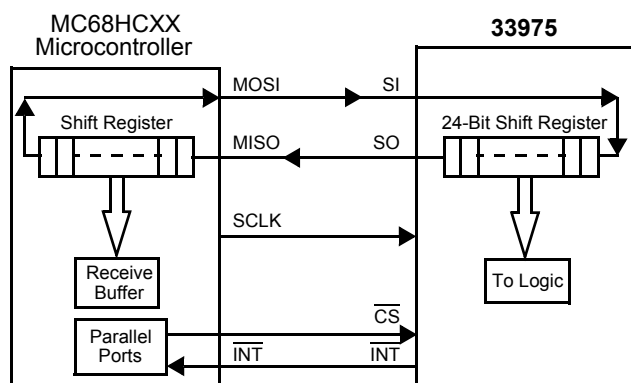 MC68HCXX
Microcontroller
33975
MOSI
SI
Shift Register
24-Bit Shift Register
MISO
SO
SCLK
Receive
Buffer
To Logic
CS
Parallel
Ports
INT
INT